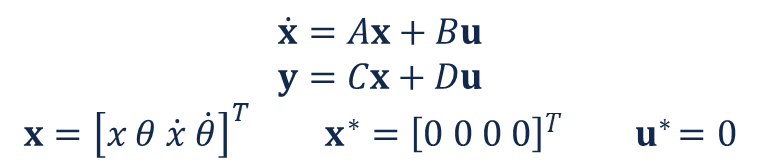 ẋ = Ax + Bu
y = Cx + Du
x = [x θ ẋ θ̇]ᵀ x* = [0 0 0 0]ᵀ u* = 0